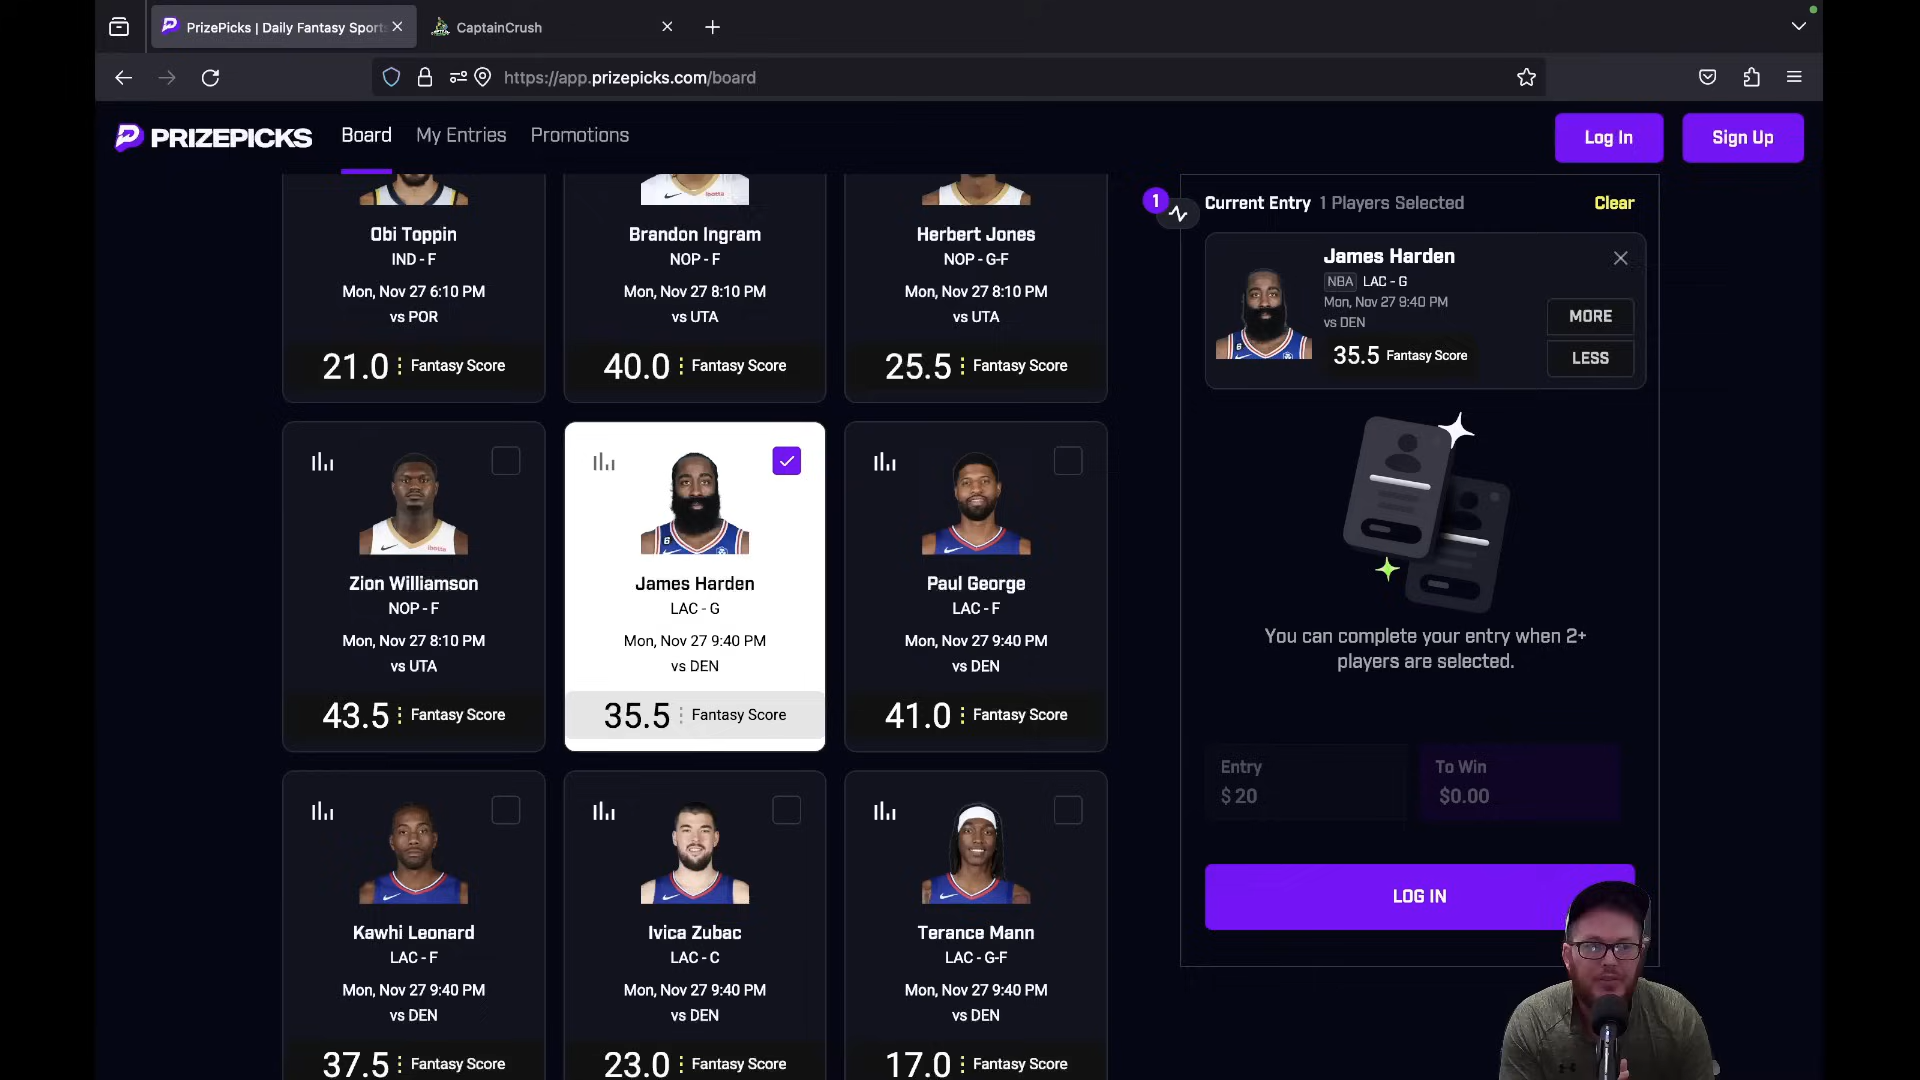 PrizePicks | Daily Fantasy Sport
CaptainCrush
https://app.prizepicks.com/board
PRIZEPICKS
Board
My Entries
Promotions
Log In
Sign Up
Obi Toppin
IND - F
Mon, Nov 27 6:10 PM
vs POR
21.0 Fantasy Score
Brandon Ingram
NOP - F
Mon, Nov 27 8:10 PM
vs UTA
40.0 Fantasy Score
Herbert Jones
NOP - G-F
Mon, Nov 27 8:10 PM
vs UTA
25.5 Fantasy Score
Zion Williamson
NOP - F
Mon, Nov 27 8:10 PM
vs UTA
43.5 Fantasy Score
James Harden
LAC - G
Mon, Nov 27 9:40 PM
vs DEN
35.5 Fantasy Score
Paul George
LAC - F
Mon, Nov 27 9:40 PM
vs DEN
41.0 Fantasy Score
Kawhi Leonard
LAC - F
Mon, Nov 27 9:40 PM
vs DEN
37.5 Fantasy Score
Ivica Zubac
LAC - C
Mon, Nov 27 9:40 PM
vs DEN
23.0 Fantasy Score
Terance Mann
LAC - G-F
Mon, Nov 27 9:40 PM
vs DEN
17.0 Fantasy Score
1
Current Entry 1 Players Selected
Clear
James Harden
NBA LAC - G
Mon, Nov 27 9:40 PM
vs DEN
35.5 Fantasy Score
MORE
LESS
You can complete your entry when 2+
players are selected.
Entry
$ 20
To Win
$0.00
LOG IN